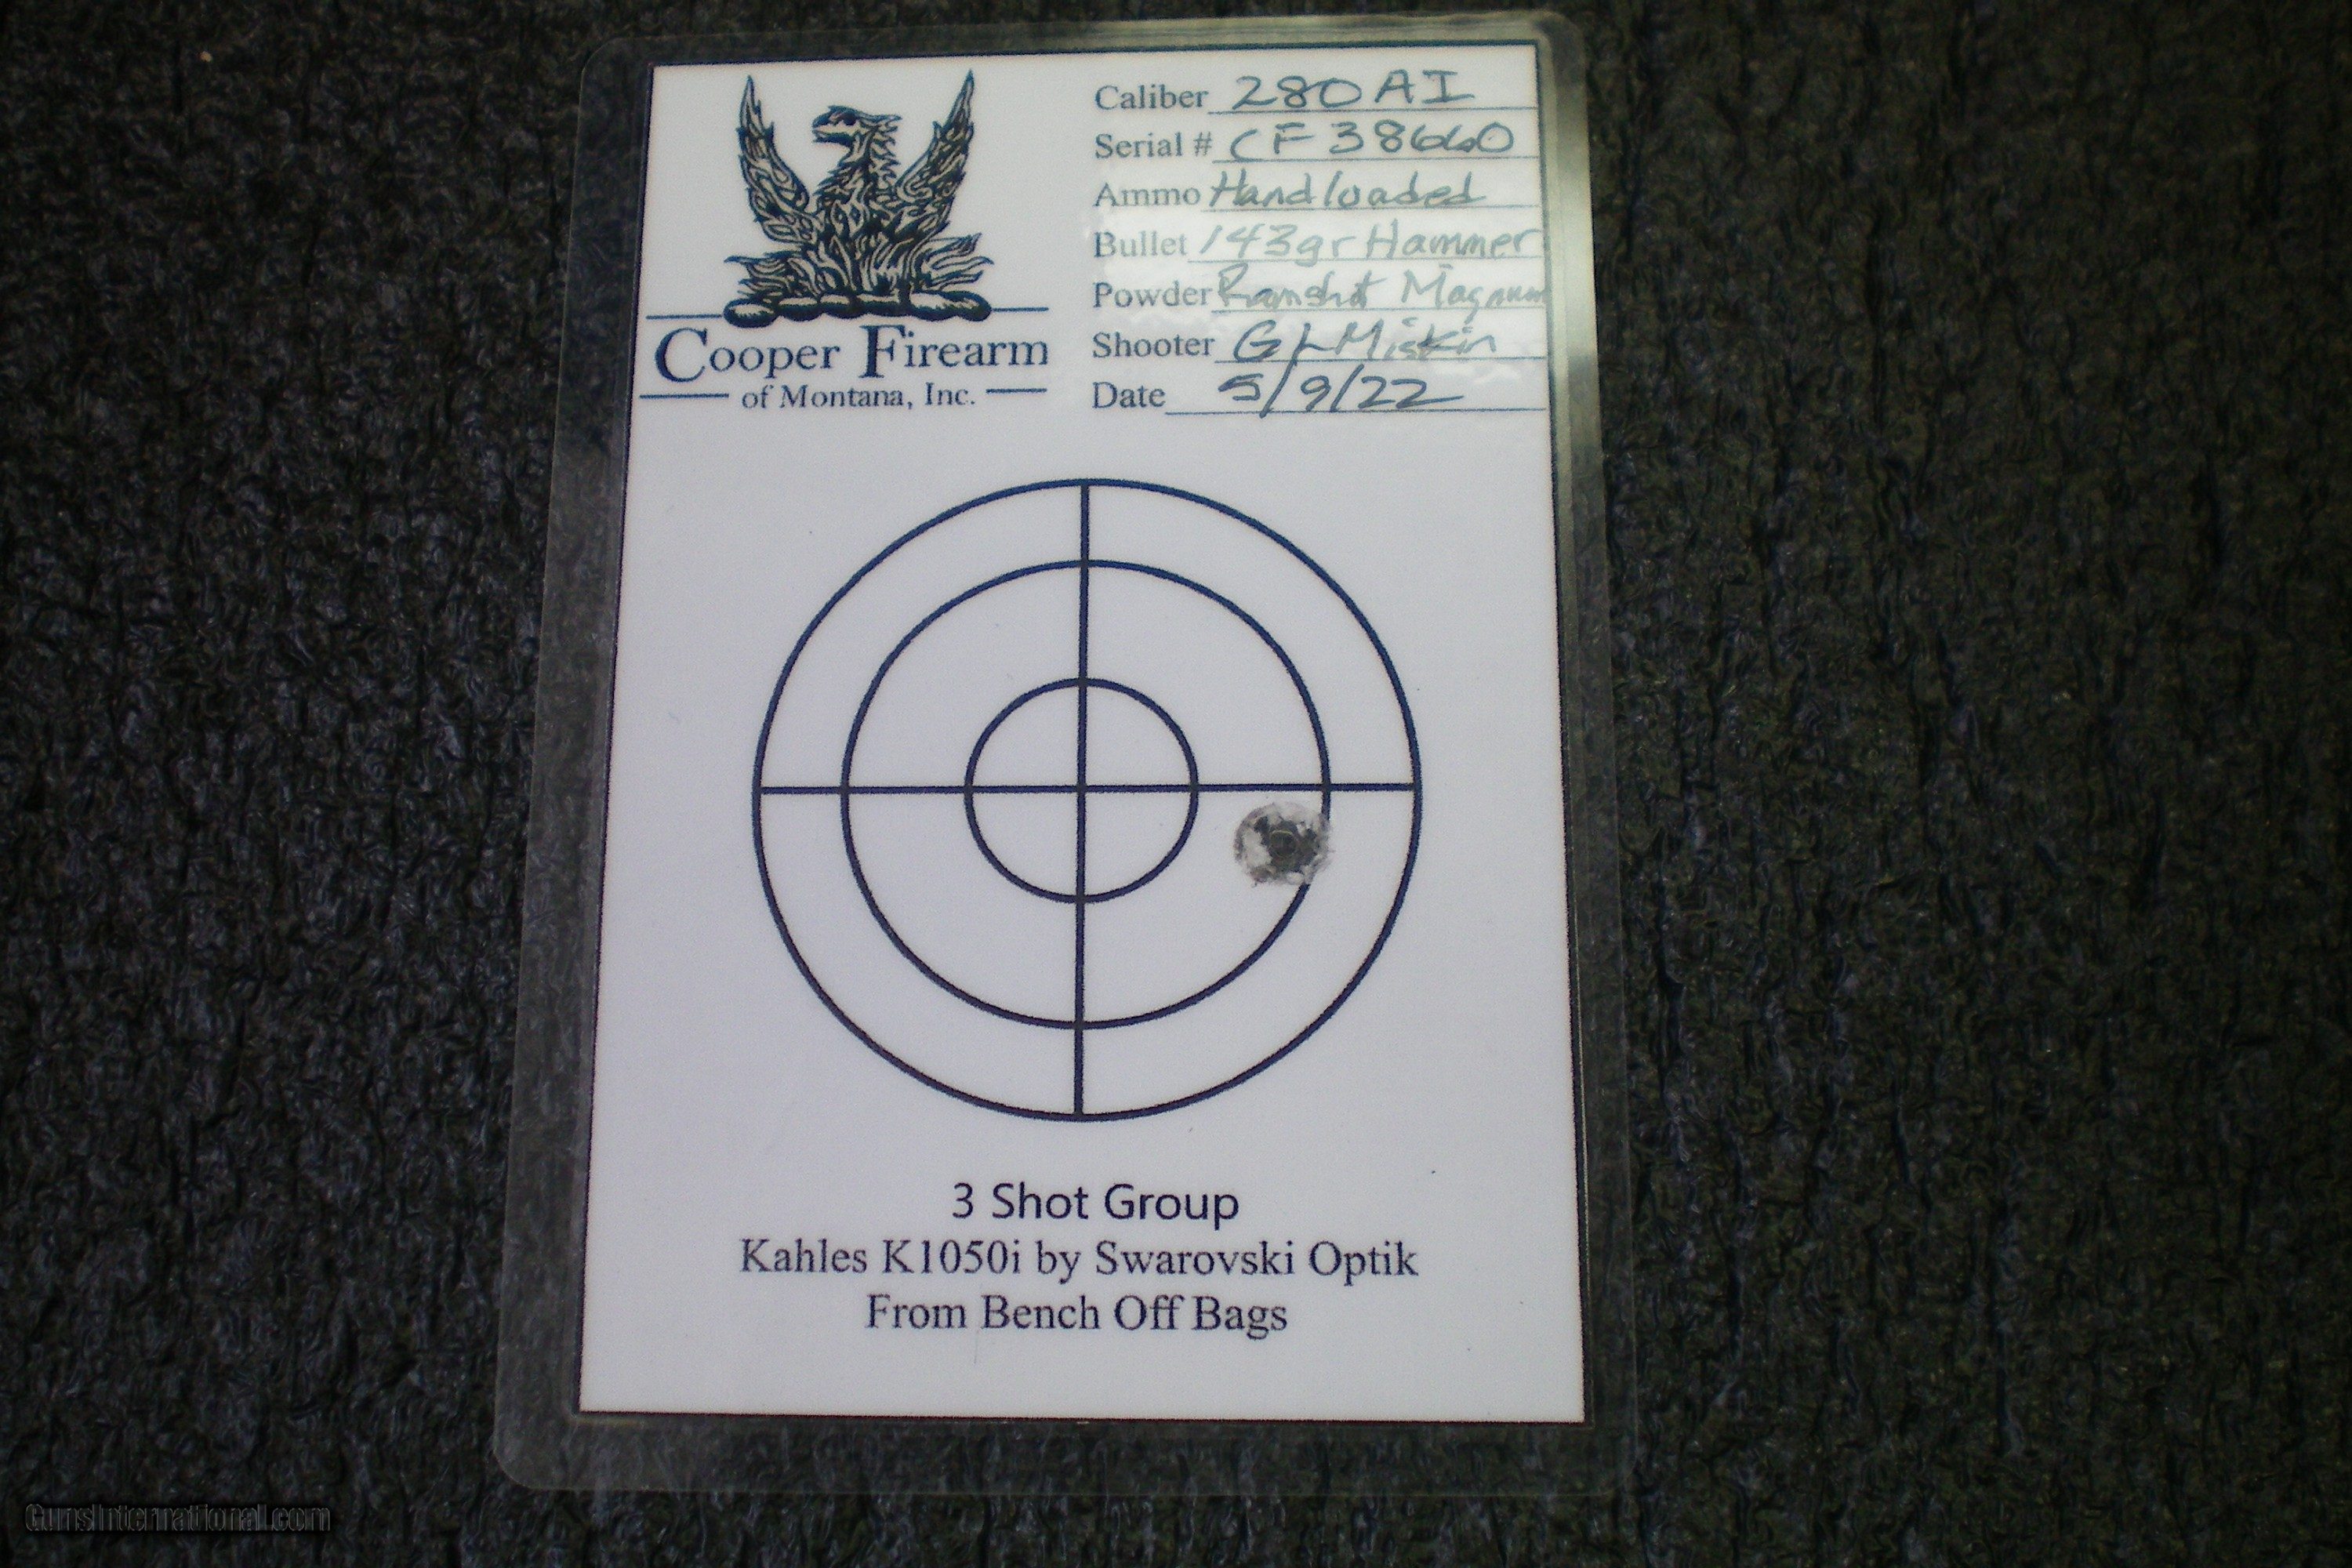 Caliber 280 AI
Serial # CF 38660
Ammo Handloaded
Bullet 143gr Hammer
Powder Ramshot Magnum
Shooter GLMiskin
Date 5/9/22
Cooper Firearm
of Montana, Inc.
3 Shot Group
Kahles K1050i by Swarovski Optik
From Bench Off Bags
GunsInternational.com